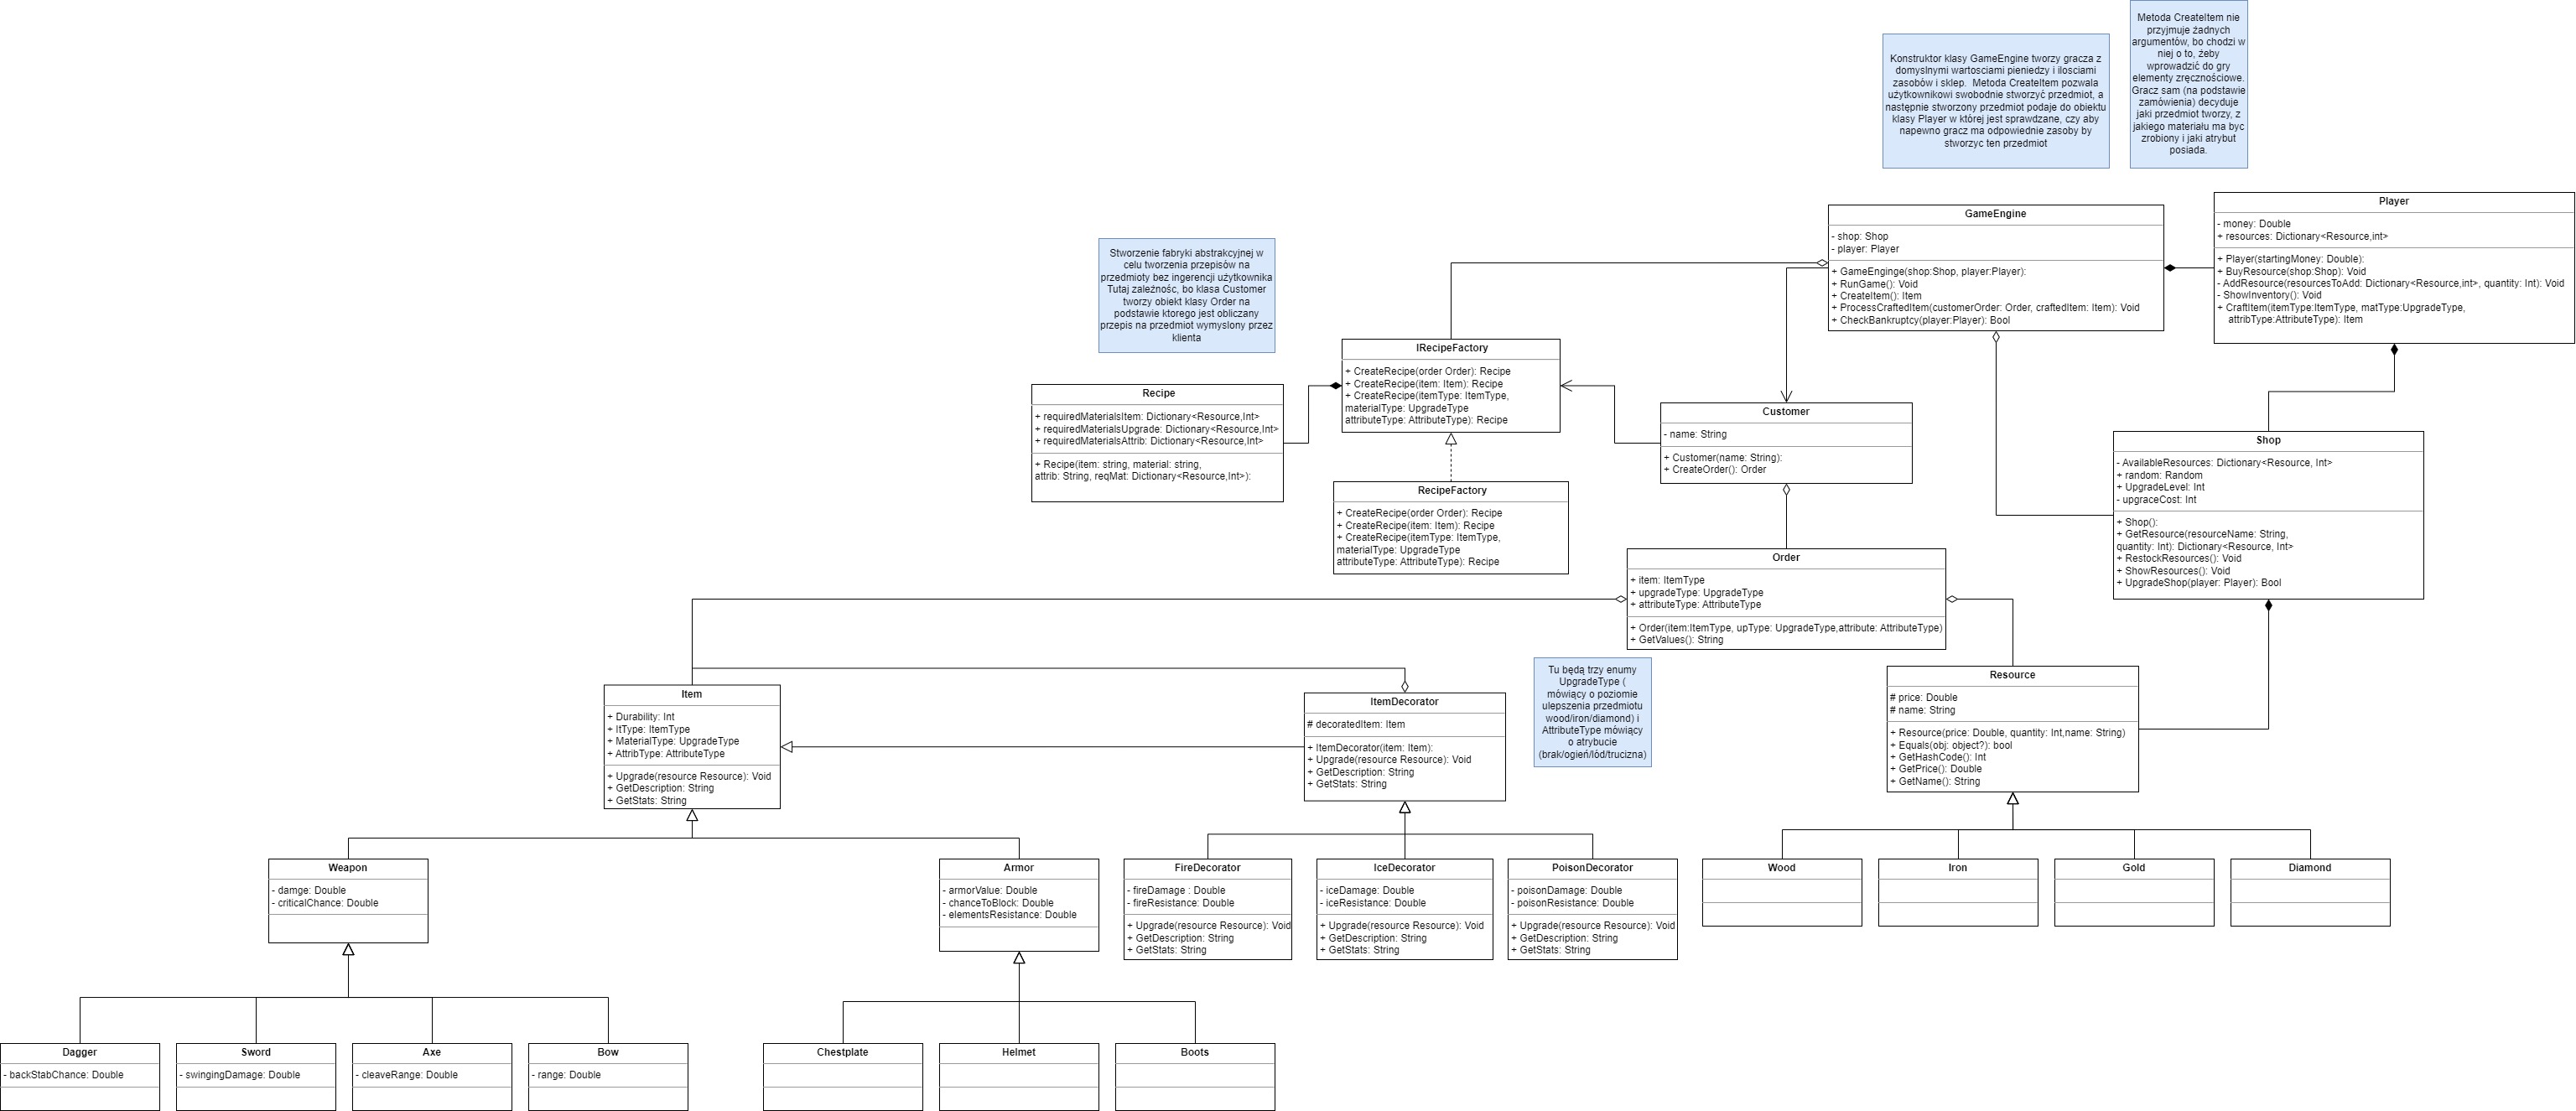 Metoda CreateItem nie
przyjmuje żadnych
argumentów, bo chodzi w
niej o to, żeby
wprowadzić do gry
elementy zręcznościowe.
Gracz sam (na podstawie
zamówienia) decyduje
jaki przedmiot tworzy, z
jakiego materiału ma byc
zrobiony i jaki atrybut
posiada.
Konstruktor klasy GameEngine tworzy gracza z
domyslnymi wartosciami pieniedzy i ilosciami
zasobów i sklep.  Metoda CreateItem pozwala
użytkownikowi swobodnie stworzyć przedmiot, a
następnie stworzony przedmiot podaje do obiektu
klasy Player w której jest sprawdzane, czy aby
napewno gracz ma odpowiednie zasoby by
stworzyc ten przedmiot
Player
- money: Double
+ resources: Dictionary<Resource,int>
+ Player(startingMoney: Double):
+ BuyResource(shop:Shop): Void
- AddResource(resourcesToAdd: Dictionary<Resource,int>, quantity: Int): Void
- ShowInventory(): Void
+ CraftItem(itemType:ItemType, matType:UpgradeType,
attribType:AttributeType): Item
GameEngine
- shop: Shop
- player: Player
+ GameEnginge(shop:Shop, player:Player):
+ RunGame(): Void
+ CreateItem(): Item
+ ProcessCraftedItem(customerOrder: Order, craftedItem: Item): Void
+ CheckBankruptcy(player:Player): Bool
Stworzenie fabryki abstrakcyjnej w
celu tworzenia przepisów na
przedmioty bez ingerencji użytkownika
Tutaj zależnośc, bo klasa Customer
tworzy obiekt klasy Order na
podstawie ktorego jest obliczany
przepis na przedmiot wymyslony przez
klienta
IRecipeFactory
+ CreateRecipe(order Order): Recipe
+ CreateRecipe(item: Item): Recipe
+ CreateRecipe(itemType: ItemType,
materialType: UpgradeType
attributeType: AttributeType): Recipe
Recipe
+ requiredMaterialsItem: Dictionary<Resource,Int>
+ requiredMaterialsUpgrade: Dictionary<Resource,Int>
+ requiredMaterialsAttrib: Dictionary<Resource,Int>
+ Recipe(item: string, material: string,
attrib: String, reqMat: Dictionary<Resource,Int>):
Customer
- name: String
+ Customer(name: String):
+ CreateOrder(): Order
Shop
- AvailableResources: Dictionary<Resource, Int>
+ random: Random
+ UpgradeLevel: Int
- upgraceCost: Int
+ Shop():
+ GetResource(resourceName: String,
quantity: Int): Dictionary<Resource, Int>
+ RestockResources(): Void
+ ShowResources(): Void
+ UpgradeShop(player: Player): Bool
RecipeFactory
+ CreateRecipe(order Order): Recipe
+ CreateRecipe(item: Item): Recipe
+ CreateRecipe(itemType: ItemType,
materialType: UpgradeType
attributeType: AttributeType): Recipe
Order
+ item: ItemType
+ upgradeType: UpgradeType
+ attributeType: AttributeType
+ Order(item:ItemType, upType: UpgradeType,attribute: AttributeType)
+ GetValues(): String
Tu będą trzy enumy
UpgradeType (
mówiący o poziomie
ulepszenia przedmiotu
wood/iron/diamond) i
AttributeType mówiący
o atrybucie
(brak/ogień/lód/trucizna)
Resource
# price: Double
# name: String
+ Resource(price: Double, quantity: Int,name: String)
+ Equals(obj: object?): bool
+ GetHashCode(): Int
+ GetPrice(): Double
+ GetName(): String
Item
+ Durability: Int
+ ItType: ItemType
+ MaterialType: UpgradeType
+ AttribType: AttributeType
+ Upgrade(resource Resource): Void
+ GetDescription: String
+ GetStats: String
ItemDecorator
# decoratedItem: Item
+ ItemDecorator(item: Item):
+ Upgrade(resource Resource): Void
+ GetDescription: String
+ GetStats: String
Weapon
- damge: Double
- criticalChance: Double
Armor
- armorValue: Double
- chanceToBlock: Double
- elementsResistance: Double
FireDecorator
- fireDamage : Double
- fireResistance: Double
+ Upgrade(resource Resource): Void
+ GetDescription: String
+ GetStats: String
IceDecorator
- iceDamage: Double
- iceResistance: Double
+ Upgrade(resource Resource): Void
+ GetDescription: String
+ GetStats: String
PoisonDecorator
- poisonDamage: Double
- poisonResistance: Double
+ Upgrade(resource Resource): Void
+ GetDescription: String
+ GetStats: String
Wood
Iron
Gold
Diamond
Dagger
- backStabChance: Double
Sword
- swingingDamage: Double
Axe
- cleaveRange: Double
Bow
- range: Double
Chestplate
Helmet
Boots